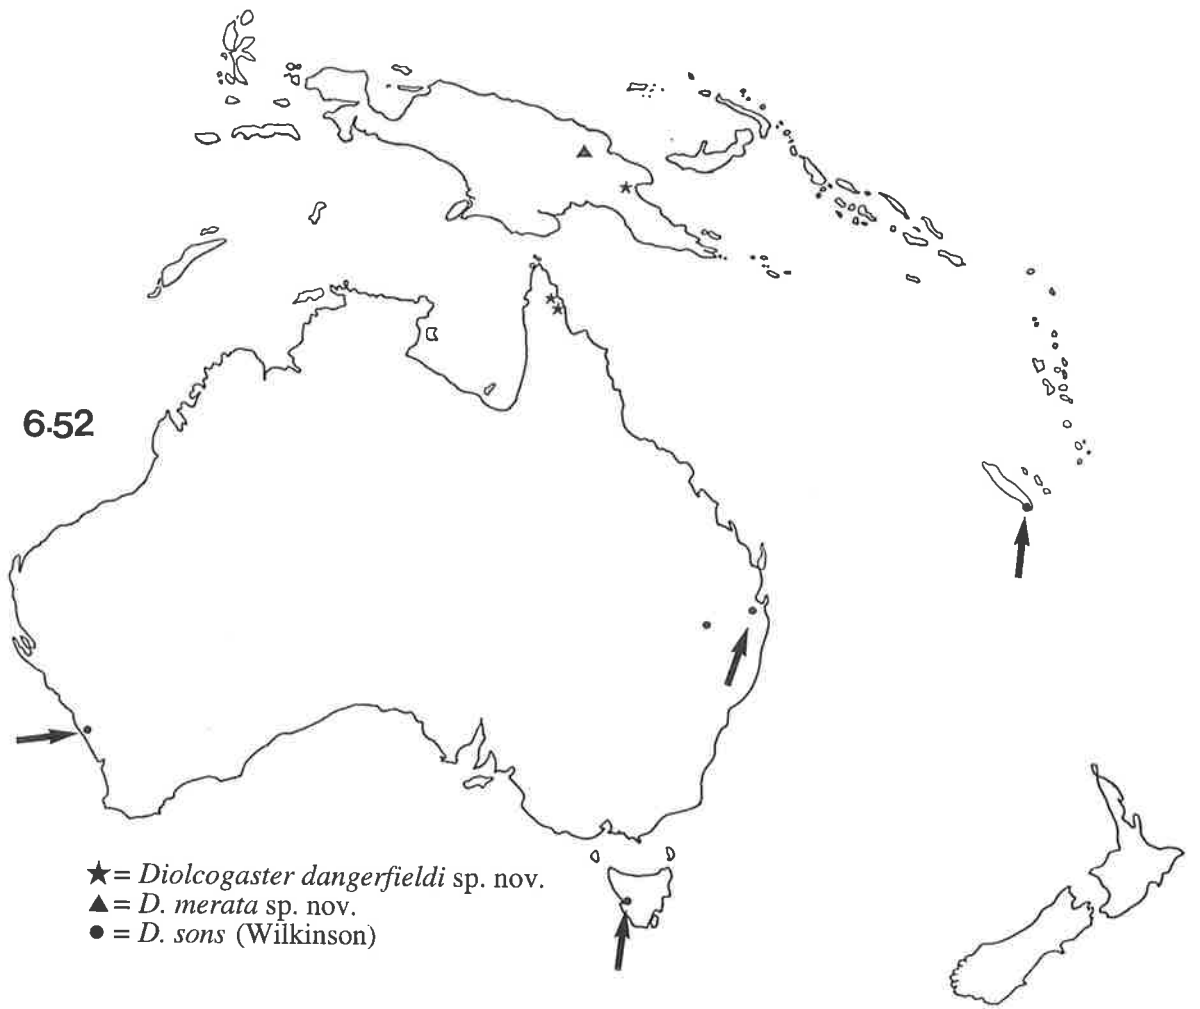 6·52
★= Diolcogaster dangerfieldi sp. nov.
▲= D. merata sp. nov.
● = D. sons (Wilkinson)